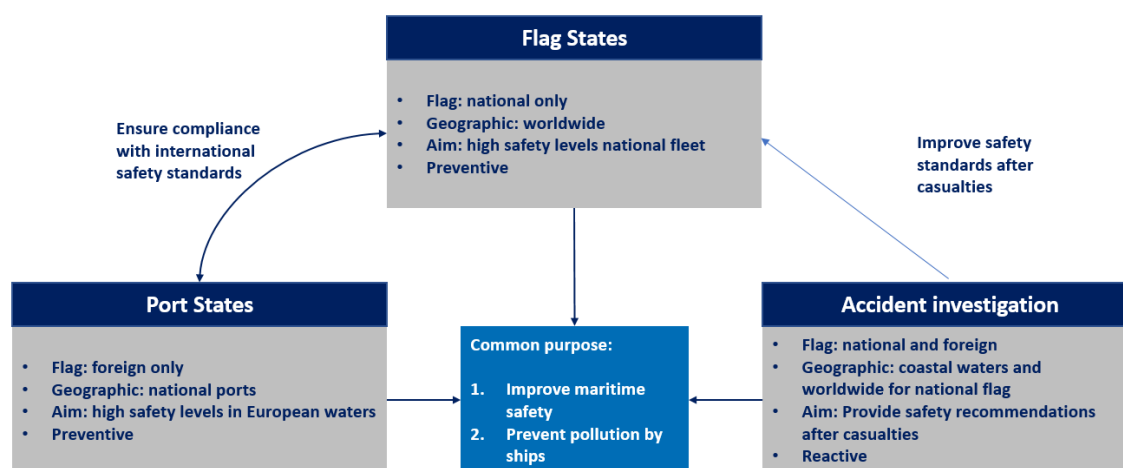 Flag States
• Flag: national only
• Geographic: worldwide
• Aim: high safety levels national fleet
• Preventive
Ensure compliance
with international
safety standards
Improve safety
standards after
casualties
Port States
• Flag: foreign only
• Geographic: national ports
• Aim: high safety levels in European waters
• Preventive
Common purpose:
1. Improve maritime
safety
2. Prevent pollution by
ships
Accident investigation
• Flag: national and foreign
• Geographic: coastal waters and
worldwide for national flag
• Aim: Provide safety recommendations
after casualties
• Reactive